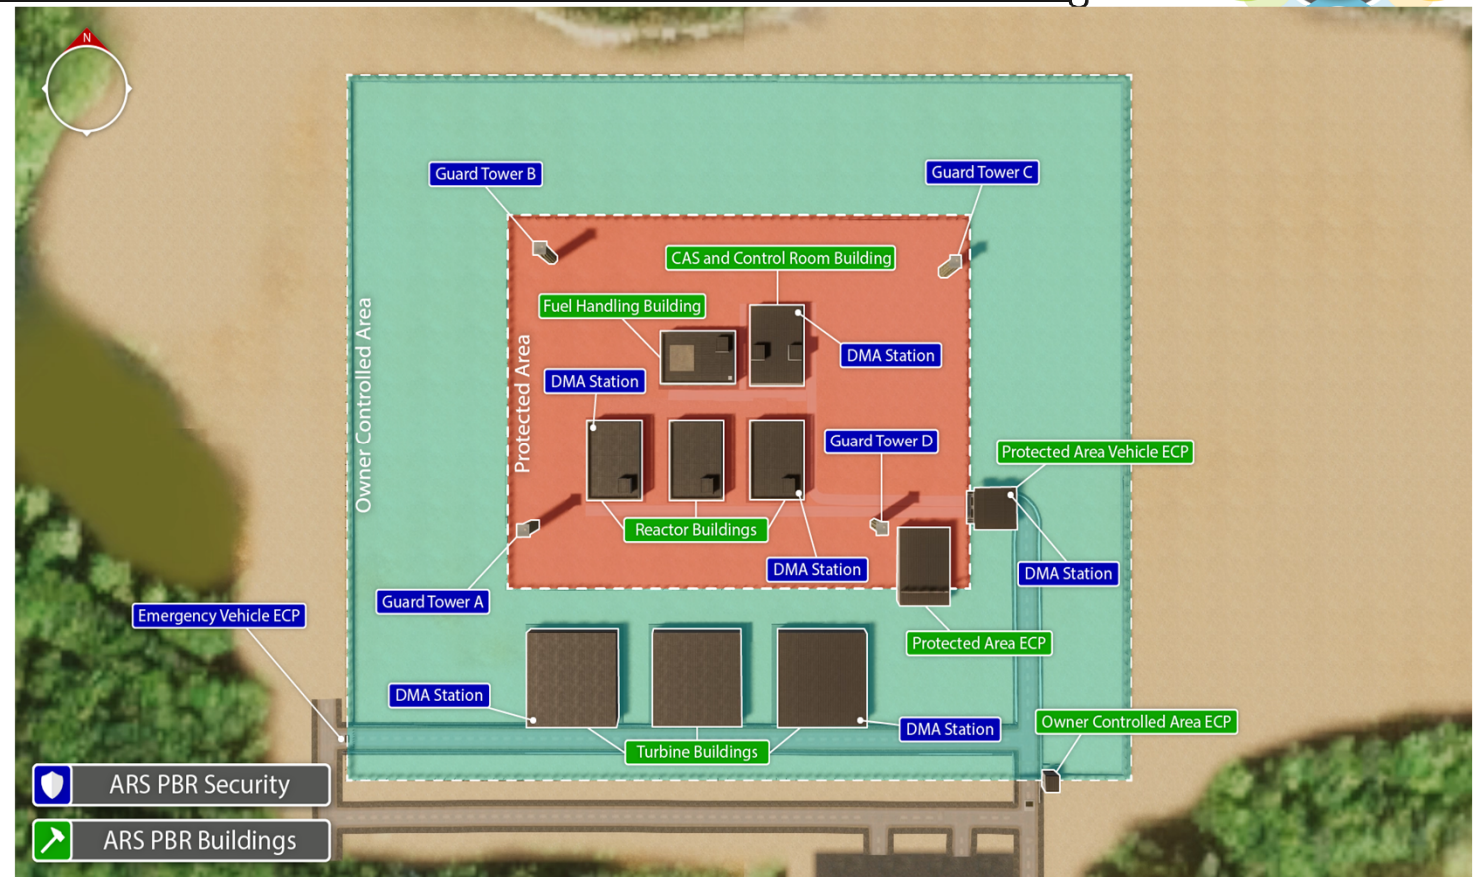 N
Guard Tower B
Guard Tower C
CAS and Control Room Building
Fuel Handling Building
DMA Station
DMA Station
Owner Controlled Area
Protected Area
Guard Tower D
Protected Area Vehicle ECP
Reactor Buildings
DMA Station
DMA Station
Guard Tower A
Emergency Vehicle ECP
Protected Area ECP
DMA Station
Owner Controlled Area ECP
DMA Station
Turbine Buildings
ARS PBR Security
ARS PBR Buildings